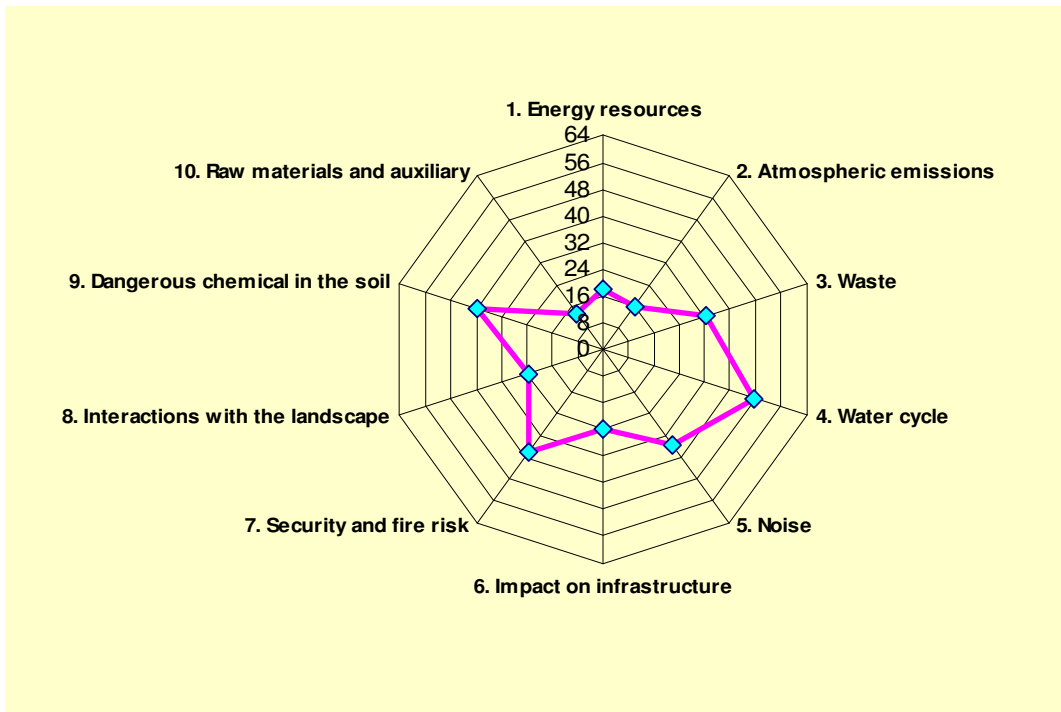 1. Energy resources
64
56
48
40
32
24
16
8
0
2. Atmospheric emissions
3. Waste
4. Water cycle
5. Noise
6. Impact on infrastructure
7. Security and fire risk
8. Interactions with the landscape
9. Dangerous chemical in the soil
10. Raw materials and auxiliary